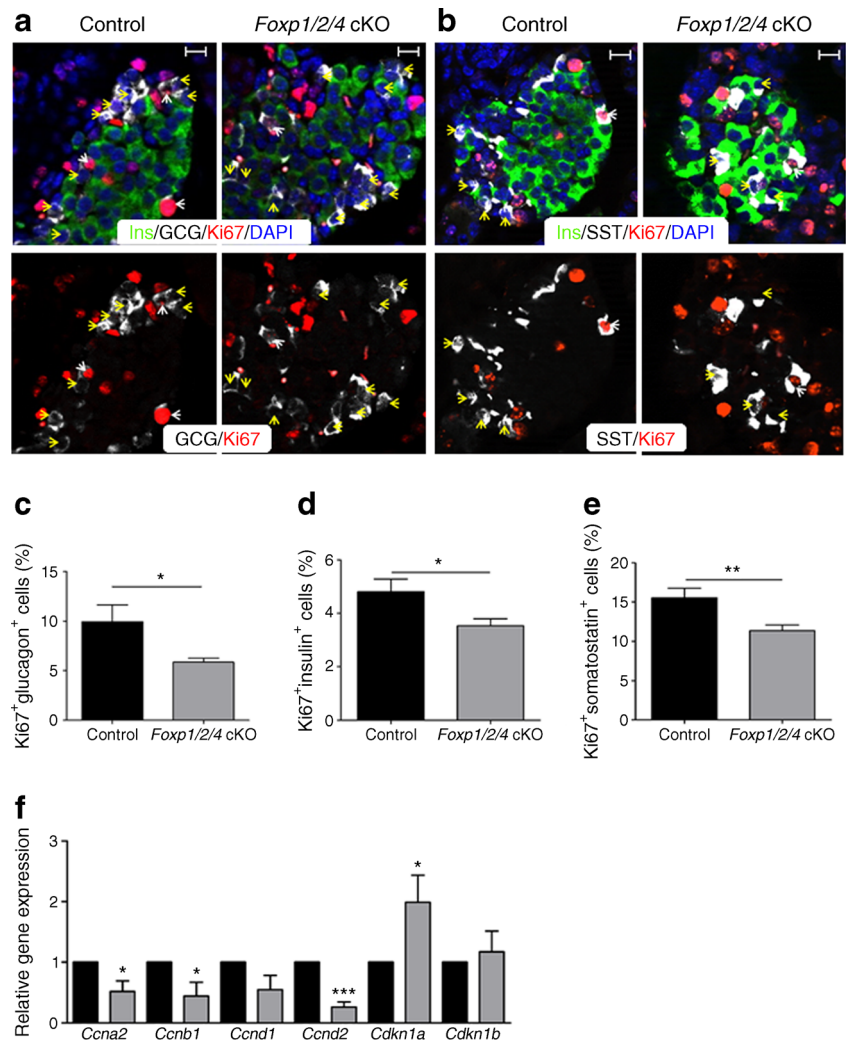 a
Control
Foxp1/2/4 cKO
b
Control
Foxp1/2/4 cKO
Ins/GCG/Ki67/DAPI
Ins/SST/Ki67/DAPI
GCG/Ki67
SST/Ki67
c
Ki67+glucagon+ cells (%)
15
10
5
0
*
Control
Foxp1/2/4 cKO
d
Ki67+insulin+ cells (%)
6
4
2
0
*
Control
Foxp1/2/4 cKO
e
Ki67+somatostatin+ cells (%)
20
15
10
5
0
**
Control
Foxp1/2/4 cKO
f
Relative gene expression
3
2
1
0
*
*
***
*
Ccna2 Ccnb1 Ccnd1 Ccnd2 Cdkn1a Cdkn1b